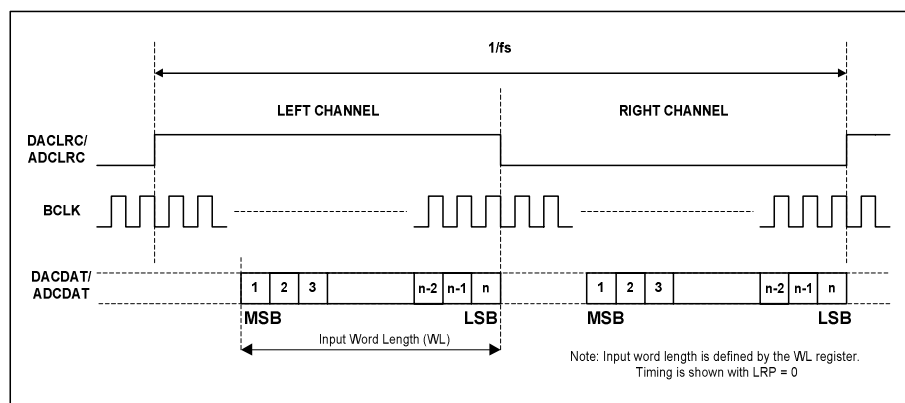 1/fs
LEFT CHANNEL
RIGHT CHANNEL
DACLRC/
ADCLRC
BCLK
DACDAT/
ADCDAT
1 2 3 n-2 n-1 n 1 2 3 n-2 n-1 n
MSB LSB MSB LSB
Input Word Length (WL)
Note: Input word length is defined by the WL register.
Timing is shown with LRP = 0